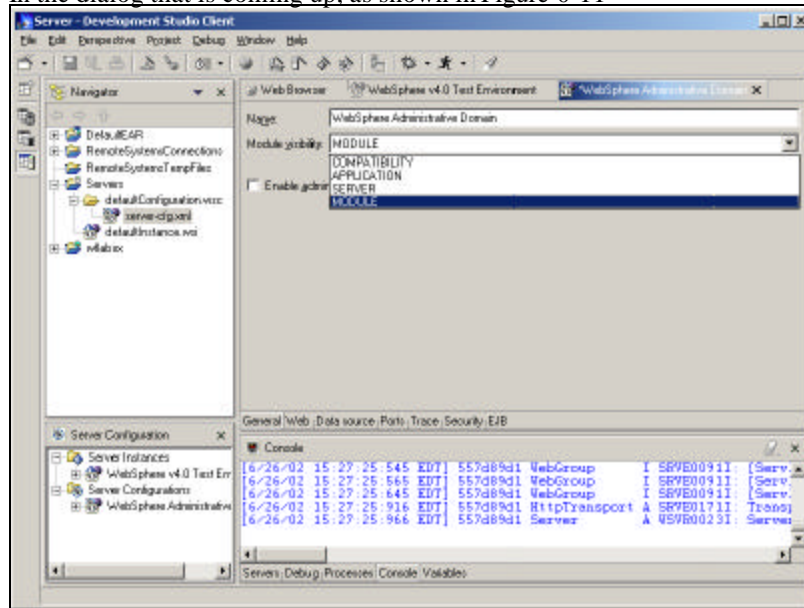 In the dialog that is coming up, as shown in Figure 6-11
Server - Development Studio Client
File Edit Perspective Project Debug Window Help
Navigator
Web Browser
WebSphere v4.0 Test Environment
*WebSphere Administrative Domain
Name:
WebSphere Administrative Domain
Module visibility:
MODULE
COMPATIBILITY
APPLICATION
SERVER
MODULE
Enable admin
DefaultEAR
RemoteSystemsConnections
RemoteSystemsTempFiles
Servers
defaultConfiguration.wsc
server-cfg.xml
defaultInstance.wsi
wllabxx
General Web Data source Ports Trace Security EJB
Server Configuration
Server Instances
WebSphere v4.0 Test Err
Server Configurations
WebSphere Administrative
Console
[6/26/02 15:27:25:545 EDT] 557d89d1 WebGroup I SRVE0091I: [Serv
[6/26/02 15:27:25:565 EDT] 557d89d1 WebGroup I SRVE0091I: [Serv
[6/26/02 15:27:25:645 EDT] 557d89d1 WebGroup I SRVE0091I: [Serv
[6/26/02 15:27:25:916 EDT] 557d89d1 HttpTransport A SRVE0171I: Transp
[6/26/02 15:27:25:966 EDT] 557d89d1 Server A WSVR0023I: Server
Servers Debug Processes Console Variables